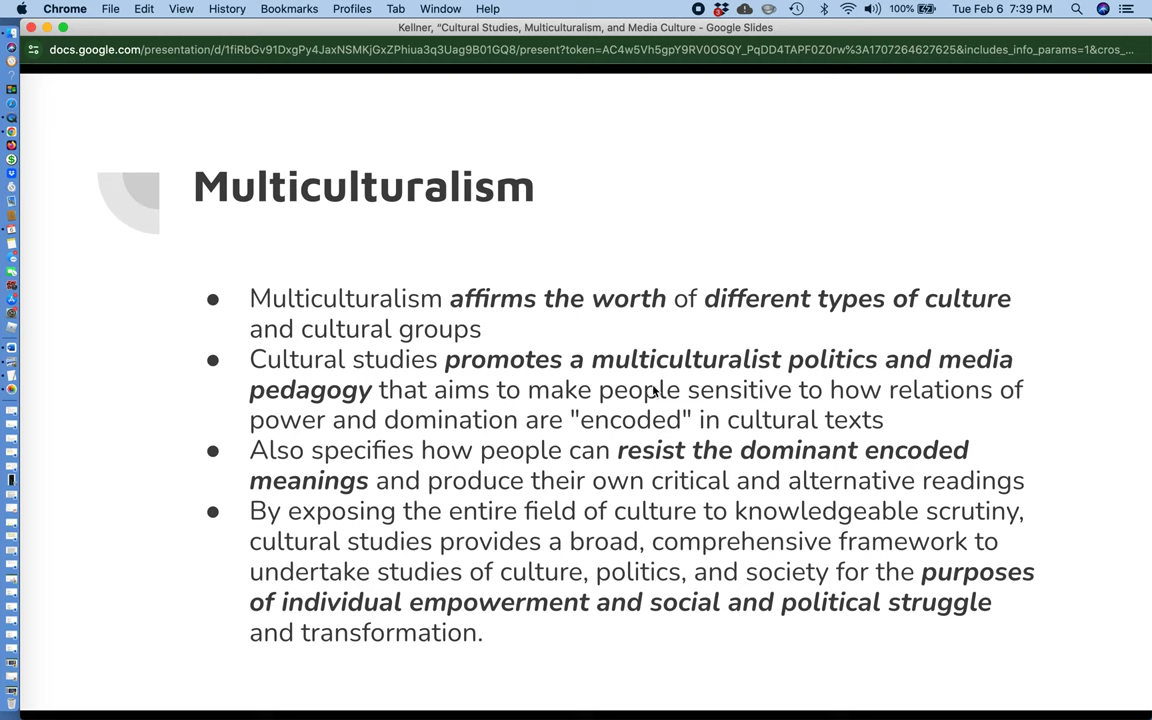 Chrome File Edit View History Bookmarks Profiles Tab Window Help 100% Tue Feb 6 7:39 PM
Kellner, “Cultural Studies, Multiculturalism, and Media Culture - Google Slides
docs.google.com/presentation/d/1fiRbGv91DxgPy4JaxNSMKjGxZPhiua3q3Uag9B01GQ8/present?token=AC4w5Vh5gpY9RV0OSQY_PqDD4TAPF0Z0rw%3A1707264627625&includes_info_params=1&cros_...
Multiculturalism
● Multiculturalism affirms the worth of different types of culture
and cultural groups
● Cultural studies promotes a multiculturalist politics and media
pedagogy that aims to make people sensitive to how relations of
power and domination are "encoded" in cultural texts
● Also specifies how people can resist the dominant encoded
meanings and produce their own critical and alternative readings
● By exposing the entire field of culture to knowledgeable scrutiny,
cultural studies provides a broad, comprehensive framework to
undertake studies of culture, politics, and society for the purposes
of individual empowerment and social and political struggle
and transformation.